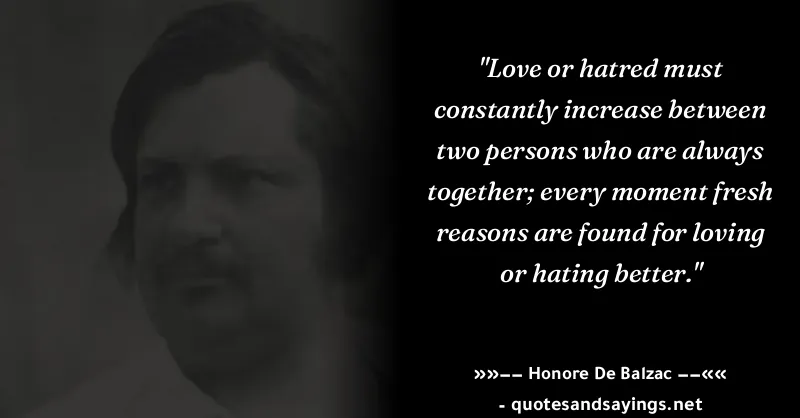 "Love or hatred must
constantly increase between
two persons who are always
together; every moment fresh
reasons are found for loving
or hating better."
»»—— Honore De Balzac ——««
- quotesandsayings.net